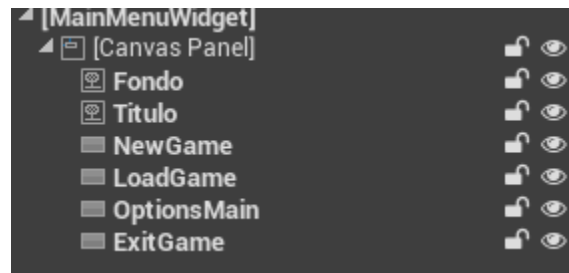 [MainMenuWidget]
[Canvas Panel]
Fondo
Titulo
NewGame
LoadGame
OptionsMain
ExitGame